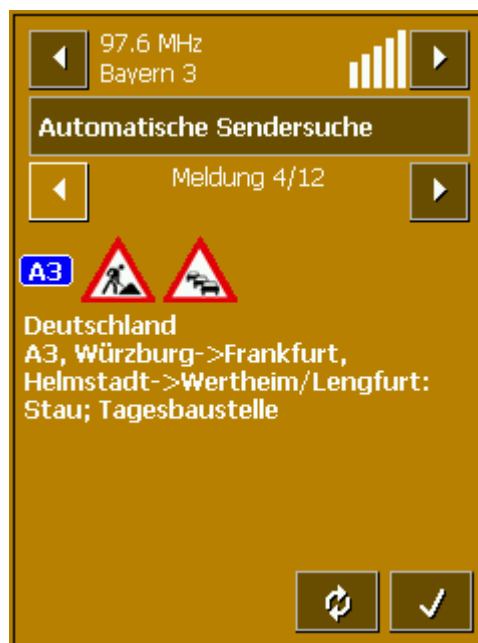 97.6 MHz
Bayern 3
Automatische Sendersuche
Meldung 4/12
A3
Deutschland
A3, Würzburg->Frankfurt,
Helmstadt->Wertheim/Lengfurt:
Stau; Tagesbaustelle